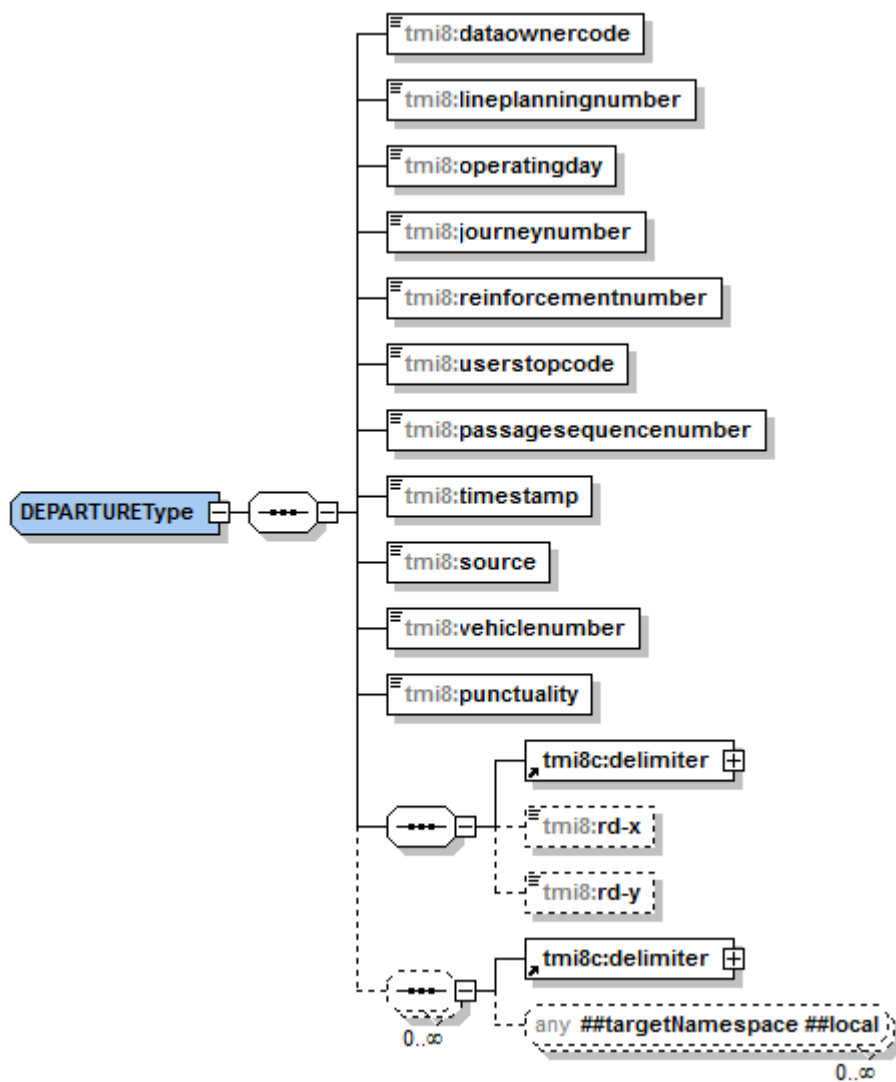 tmi8:dataownercode
tmi8:lineplanningnumber
tmi8:operatingday
tmi8:journeynumber
tmi8:reinforcementnumber
tmi8:userstopcode
tmi8:passagesequencenumber
DEPARTUREType
tmi8:timestamp
tmi8:source
tmi8:vehiclenumber
tmi8:punctuality
tmi8c:delimiter
tmi8:rd-x
tmi8:rd-y
tmi8c:delimiter
any ##targetNamespace ##local
0..∞
0..∞